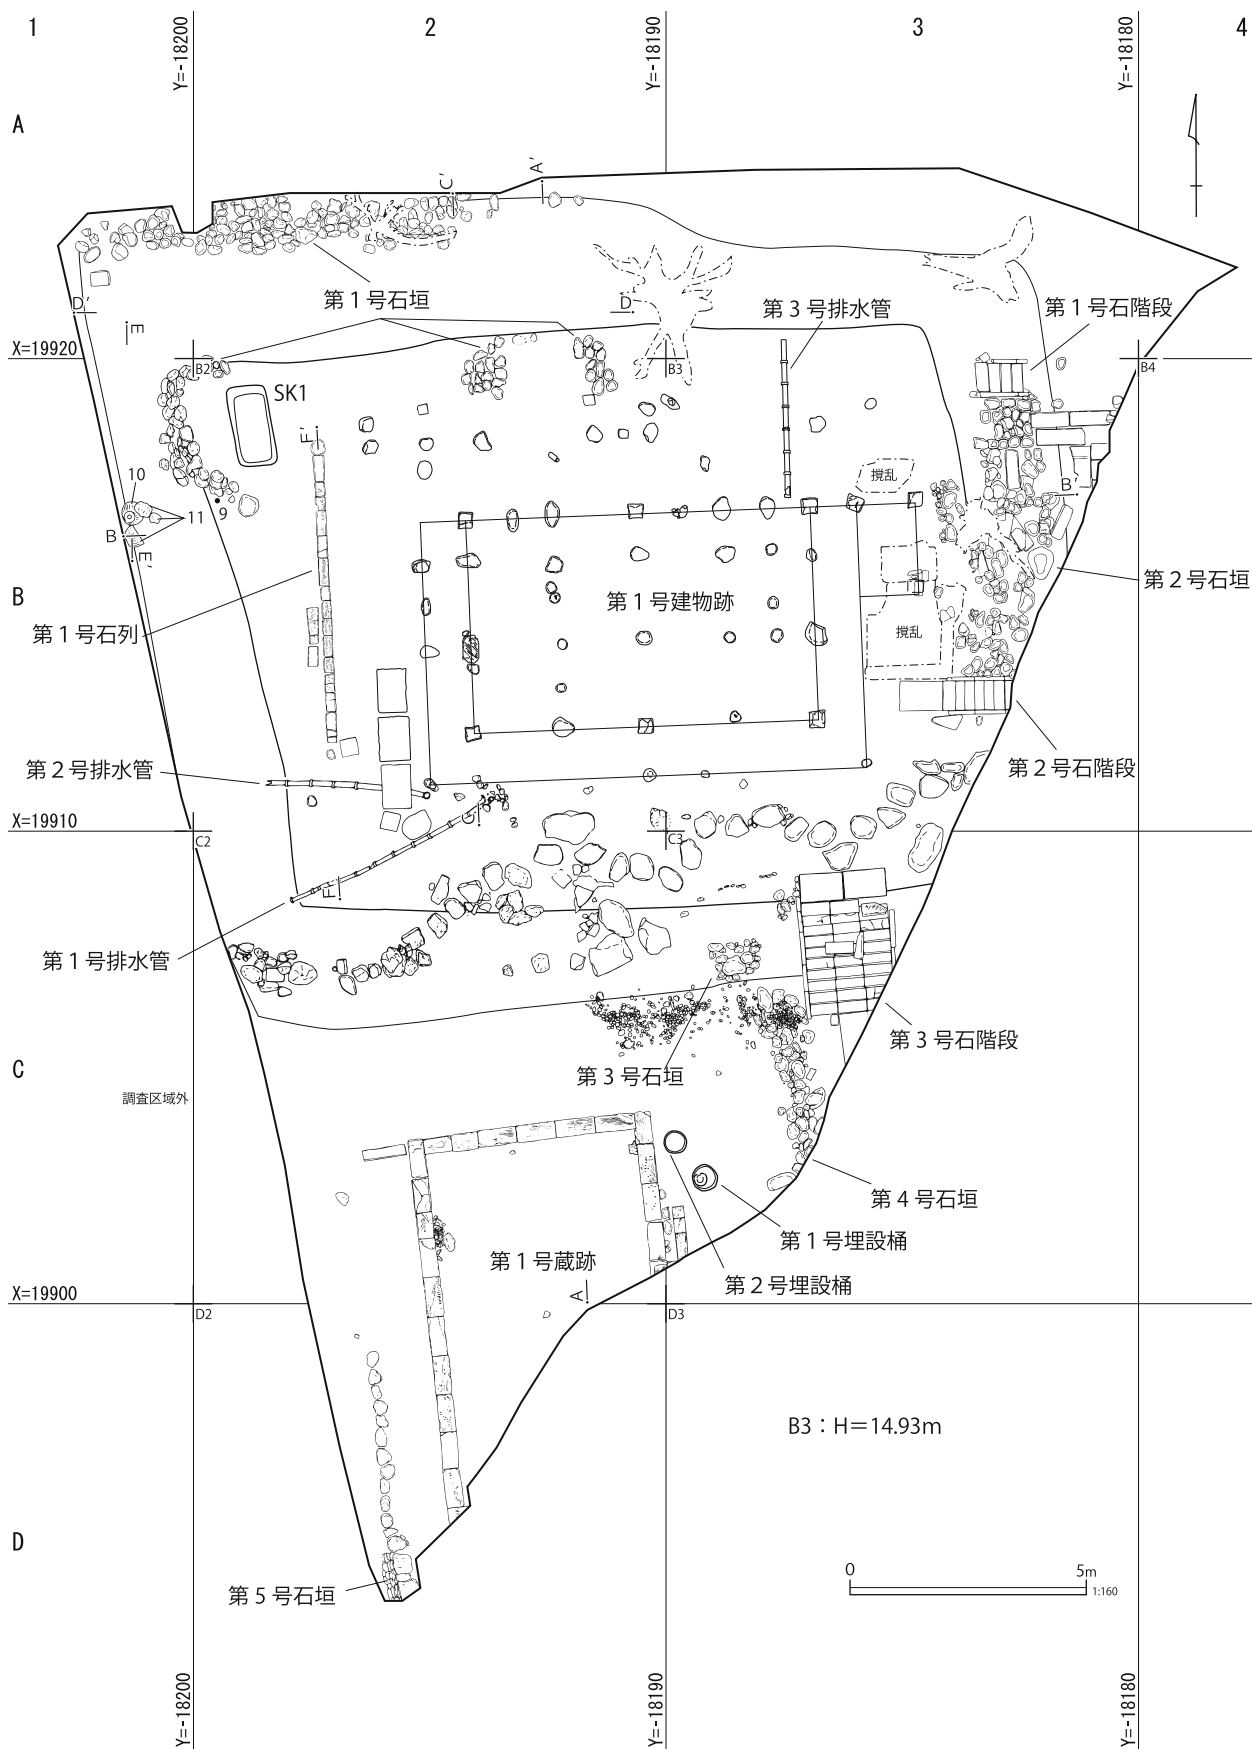 1
2
3
4
Y=-18200
Y=-18190
Y=-18180
A
C'
A'
第1号石垣
D'
E
D
第3号排水管
第1号石階段
X=19920
B2
B3
B4
SK1
F'
10
撹乱
B'
9
11
B
E'
第2号石垣
B
第1号建物跡
第1号石列
撹乱
第2号排水管
第2号石階段
X=19910
C
C2
C3
F
第1号排水管
第3号石階段
第3号石垣
C
調査区域外
第4号石垣
第1号埋設桶
第1号蔵跡
第2号埋設桶
X=19900
A
D2
D3
B3：H＝14.93m
D
0
5m
1:160
第5号石垣
Y=-18200
Y=-18190
Y=-18180